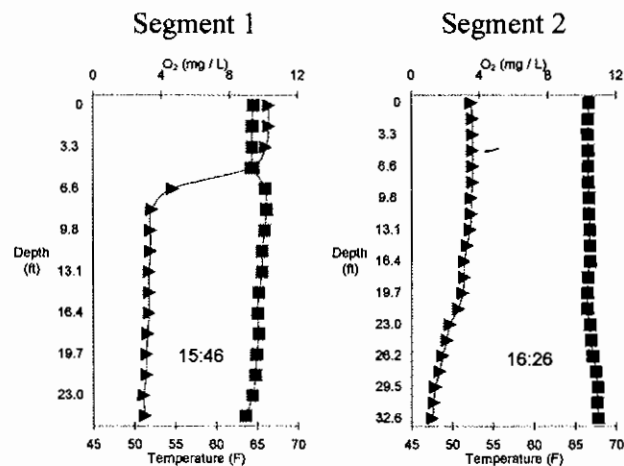 Segment 1
Segment 2
O₂ (mg / L)
0 4 12
0
3.3
6.6
9.8
13.1
16.4
19.7
23.0
Depth
(ft)
15:46
45 50 55 60 65 70
Temperature (F)
O₂ (mg / L)
0 4 8 12
0
3.3
6.6
9.8
13.1
16.4
19.7
23.0
26.2
29.5
32.6
Depth
(ft)
16:26
45 50 55 60 65 70
Temperature (F)